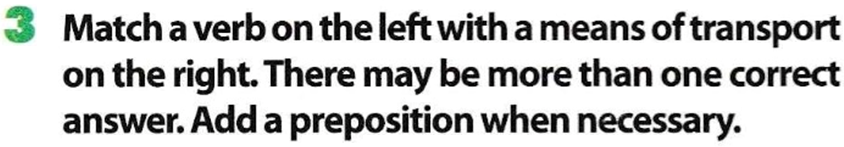 3 Match a verb on the left with a means of transport
on the right. There may be more than one correct
answer. Add a preposition when necessary.